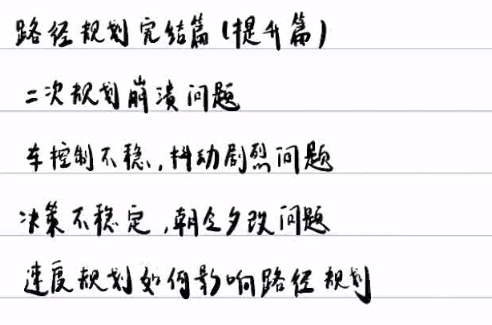 路径规划完结篇(提升篇)
二次规划崩溃问题
车控制不稳,抖动剧烈问题
决策不稳定,朝令夕改问题
速度规划如何影响路径规划